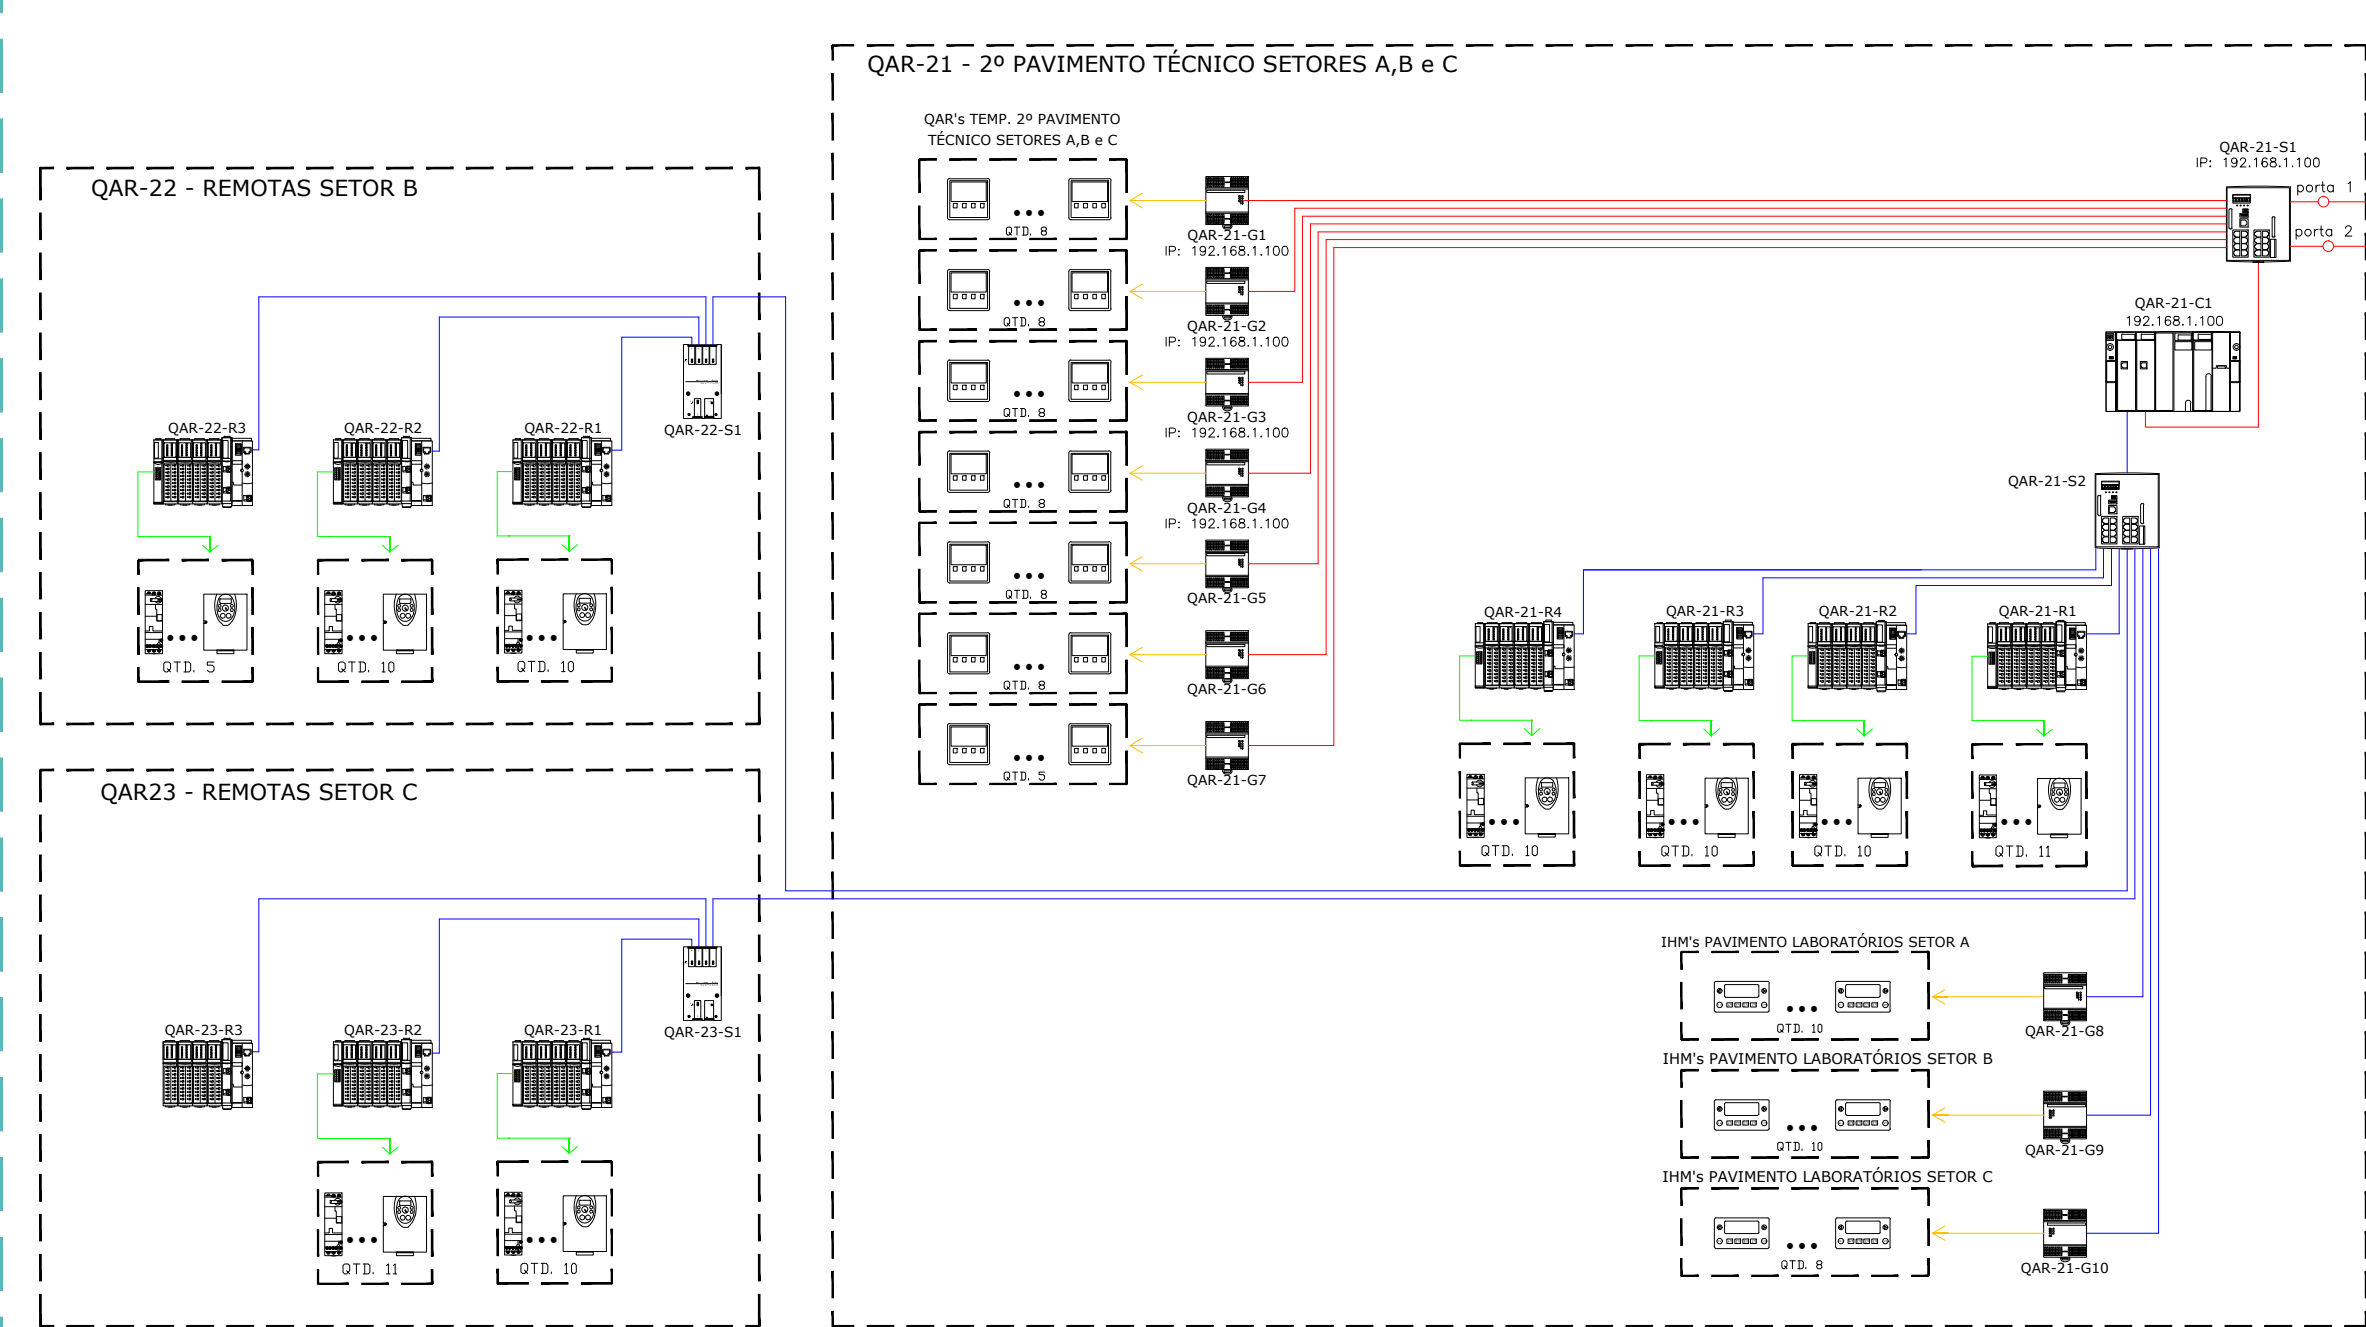 QAR-21 - 2º PAVIMENTO TÉCNICO SETORES A,B e C
QAR's TEMP. 2º PAVIMENTO
TÉCNICO SETORES A,B e C
QTD. 8
QAR-21-G1
IP: 192.168.1.100
QTD. 8
QAR-21-G2
IP: 192.168.1.100
QTD. 8
QAR-21-G3
IP: 192.168.1.100
QTD. 8
QAR-21-G4
IP: 192.168.1.100
QTD. 8
QAR-21-G5
QTD. 8
QAR-21-G6
QTD. 5
QAR-21-G7
QAR-21-S1
IP: 192.168.1.100
porta 1
porta 2
QAR-21-C1
192.168.1.100
QAR-21-S2
QAR-21-R4
QAR-21-R3
QAR-21-R2
QAR-21-R1
QTD. 10
QTD. 10
QTD. 10
QTD. 11
IHM's PAVIMENTO LABORATÓRIOS SETOR A
QTD. 10
QAR-21-G8
IHM's PAVIMENTO LABORATÓRIOS SETOR B
QTD. 10
QAR-21-G9
IHM's PAVIMENTO LABORATÓRIOS SETOR C
QTD. 8
QAR-21-G10
QAR-22 - REMOTAS SETOR B
QAR-22-R3
QAR-22-R2
QAR-22-R1
QAR-22-S1
QTD. 5
QTD. 10
QTD. 10
QAR23 - REMOTAS SETOR C
QAR-23-R3
QAR-23-R2
QAR-23-R1
QAR-23-S1
QTD. 11
QTD. 10